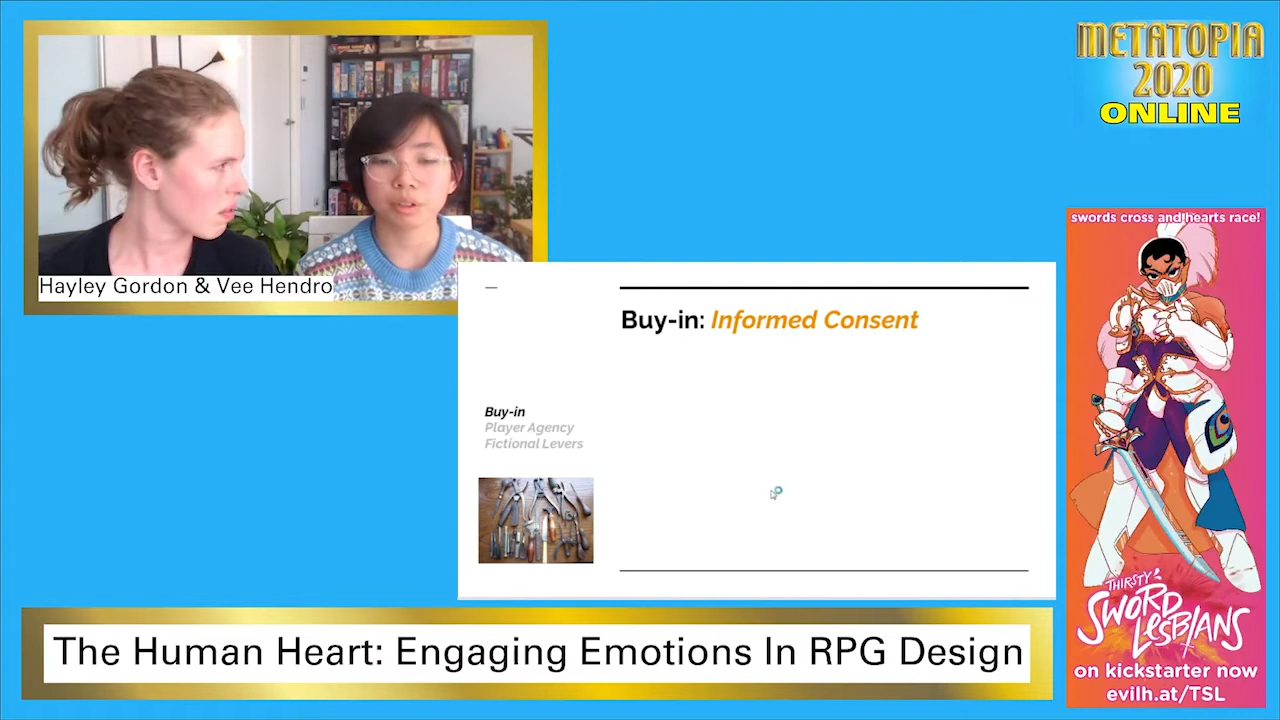 METATOPIA
2020
ONLINE
Hayley Gordon & Vee Hendro
Buy-in: Informed Consent
Buy-in
Player Agency
Fictional Levers
swords cross and hearts race!
THIRSTY
SWORD
LESBIANS
on kickstarter now
evilh.at/TSL
The Human Heart: Engaging Emotions In RPG Design